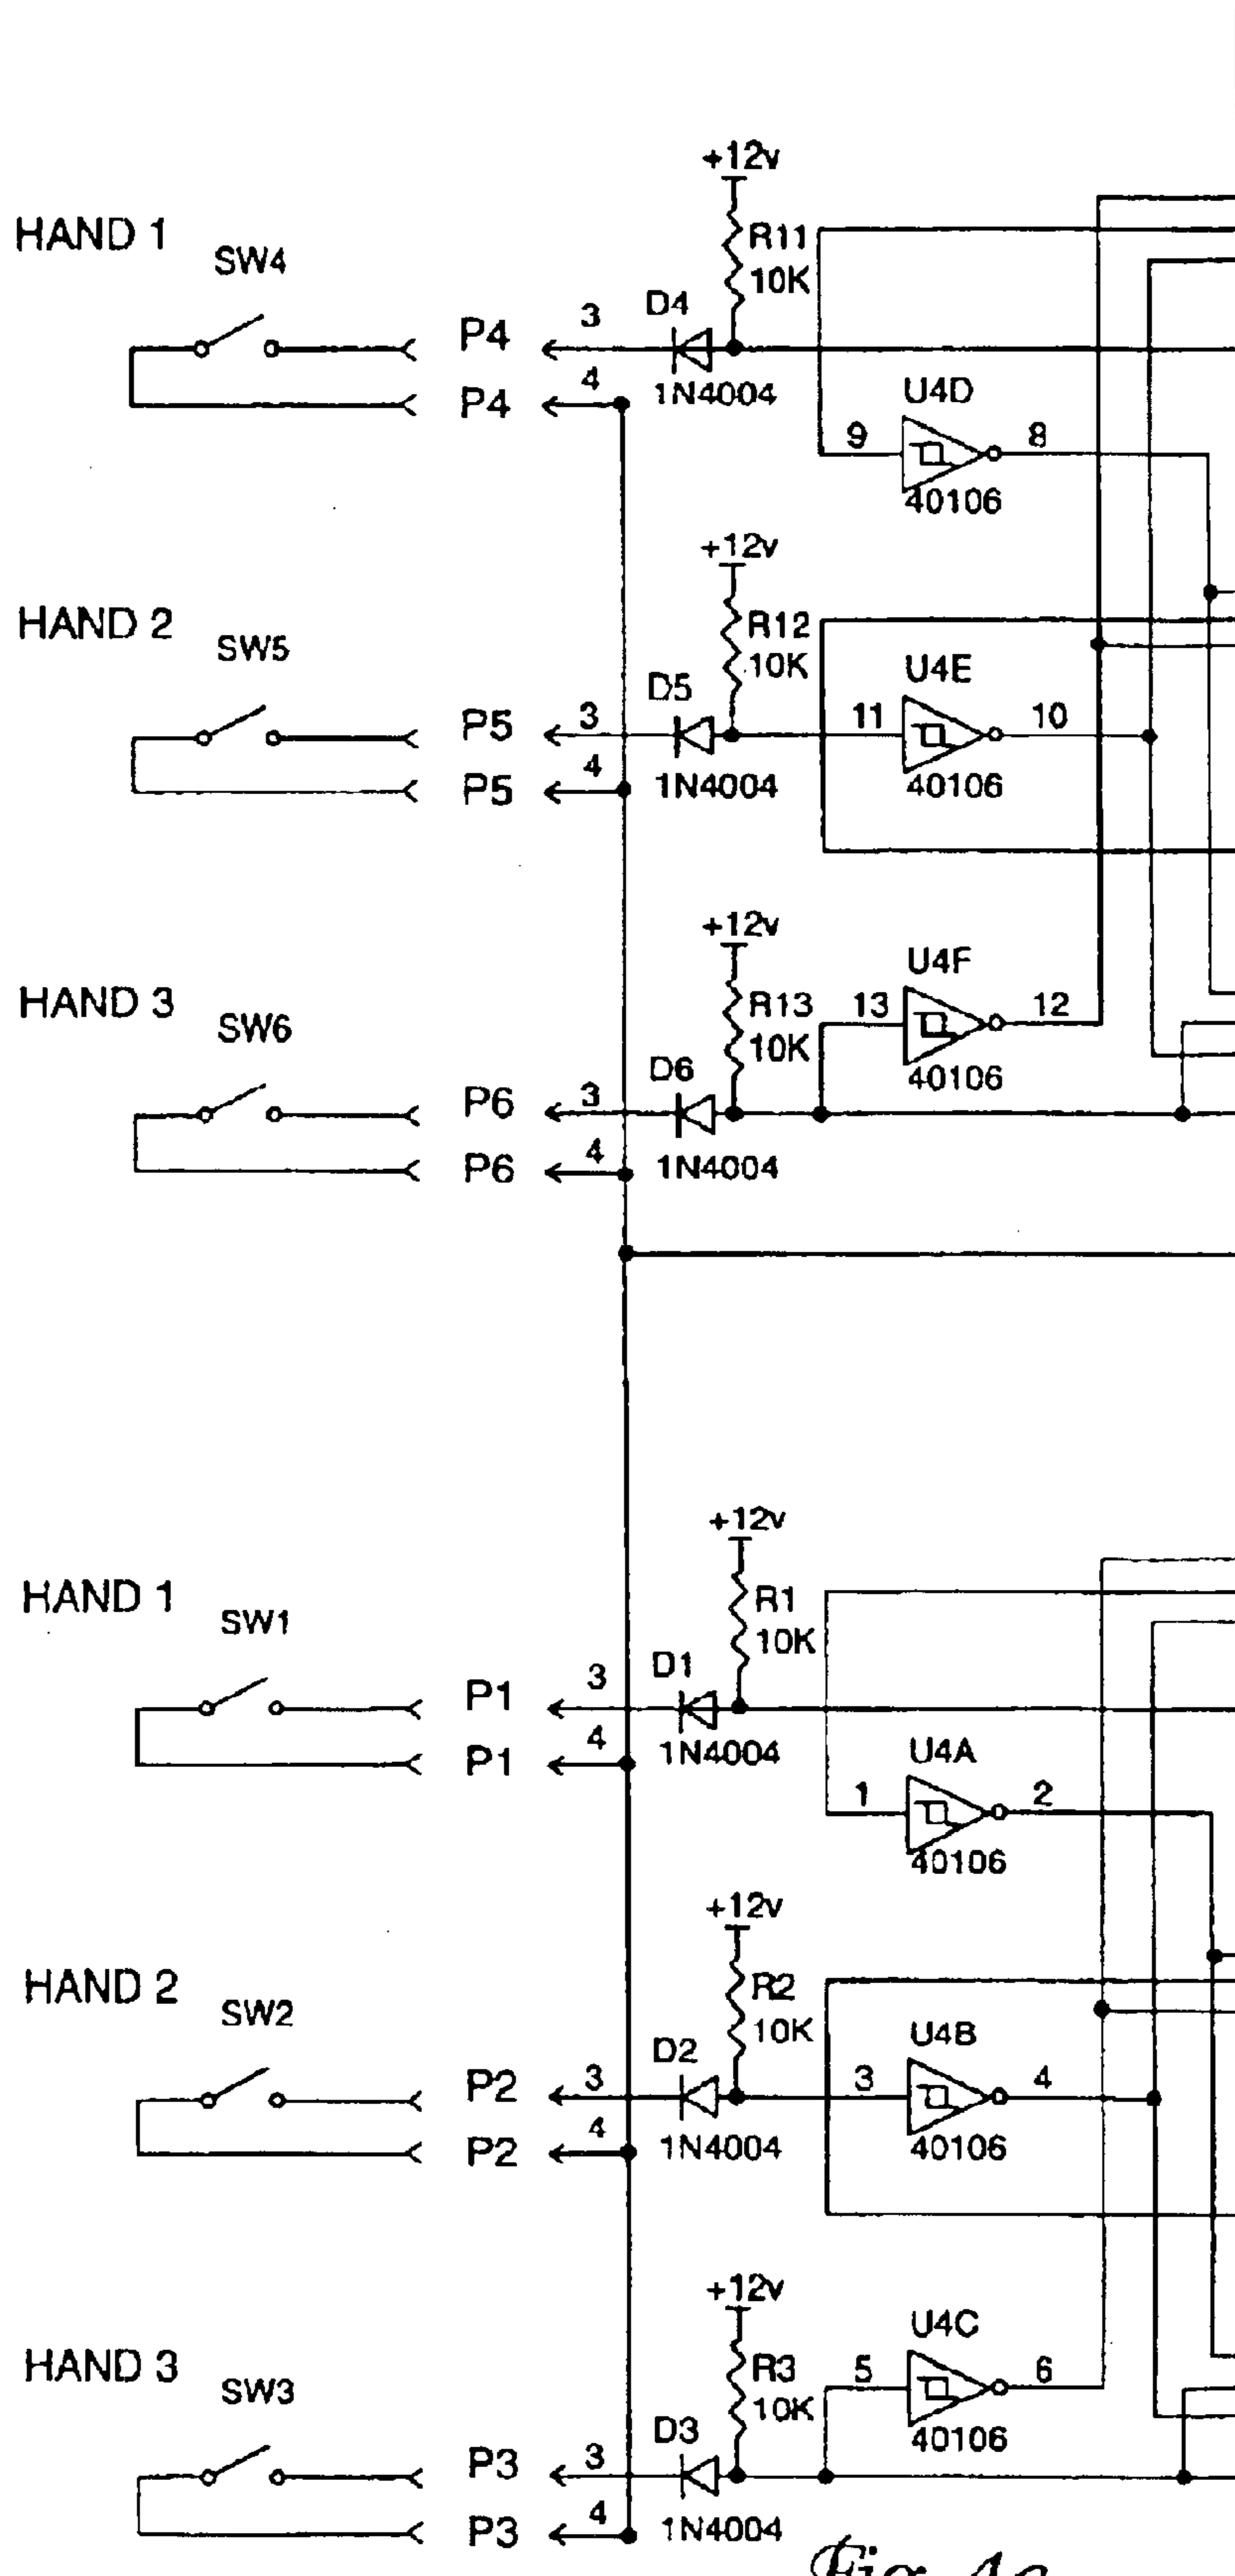 +12v
HAND 1
SW4
R11
10K
D4
3
P4
4
P4
1N4004
U4D
9
8
40106
+12v
HAND 2
SW5
R12
10K
D5
3
P5
4
P5
1N4004
U4E
11
10
40106
+12v
HAND 3
SW6
R13
10K
D6
3
P6
4
P6
1N4004
U4F
13
12
40106
+12v
HAND 1
SW1
R1
10K
D1
3
P1
4
P1
1N4004
U4A
1
2
40106
+12v
HAND 2
SW2
R2
10K
D2
3
P2
4
P2
1N4004
U4B
3
4
40106
+12v
HAND 3
SW3
R3
10K
D3
3
P3
4
P3
1N4004
U4C
5
6
40106